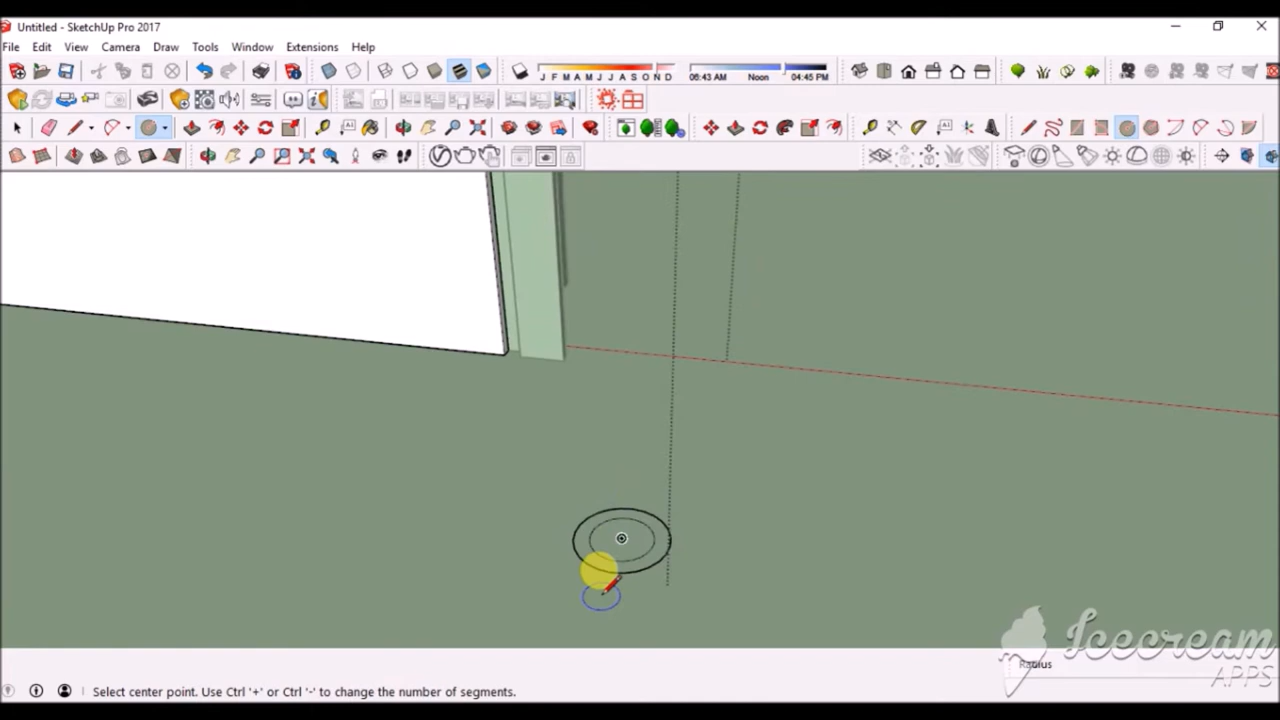 Untitled - SketchUp Pro 2017
File Edit View Camera Draw Tools Window Extensions Help
J F M A M J J A S O N D 06:43 AM Noon 04:45 PM
Radius
Icecream
APPS
Select center point. Use Ctrl '+' or Ctrl '-' to change the number of segments.